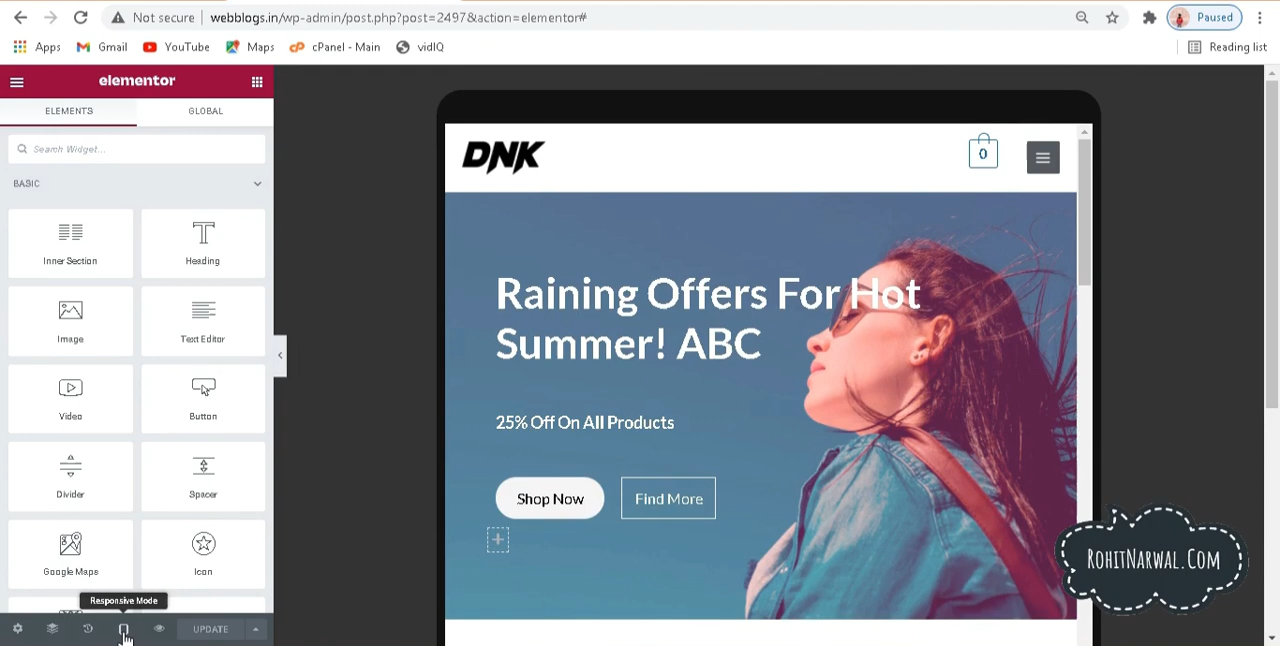 Not secure
webblogs.in/wp-admin/post.php?post=2497&action=elementor#
Paused
Apps
Gmail
YouTube
Maps
cPanel - Main
vidIQ
Reading list
elementor
ELEMENTS
GLOBAL
Search Widget...
BASIC
Inner Section
Heading
Image
Text Editor
Video
Button
Divider
Spacer
Google Maps
Icon
Responsive Mode
UPDATE
DNK
0
Raining Offers For Hot
Summer! ABC
25% Off On All Products
Shop Now
Find More
ROHITNARWAL.COM